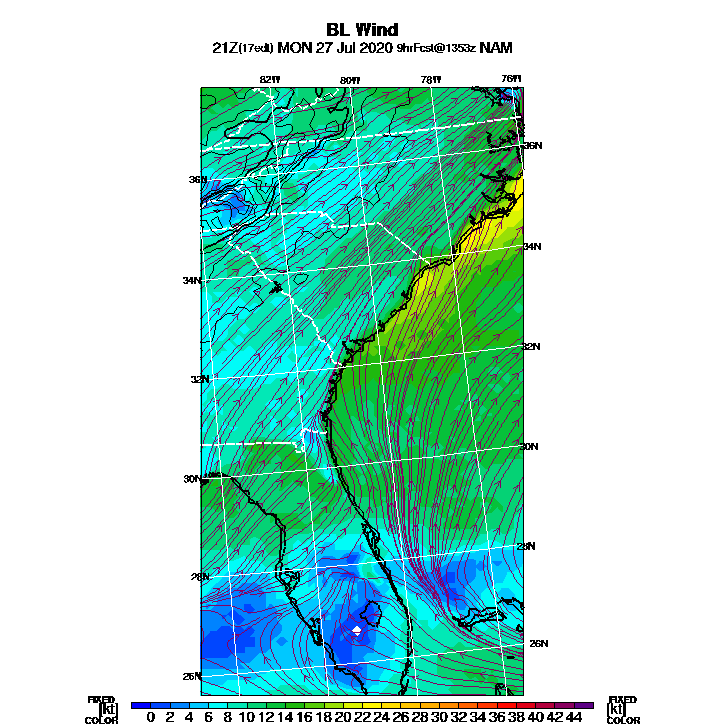 BL Wind
21Z(17edt) MON 27 Jul 2020 9hrFcst@1353z NAM
82W 80W 78W 76W
36N
36N
34N
34N
32N
32N
30N
30N
28N
28N
26N
26N
FIXED FIXED
[kt] 0 2 4 6 8 10 12 14 16 18 20 22 24 26 28 30 32 34 36 38 40 42 44 [kt]
COLOR COLOR